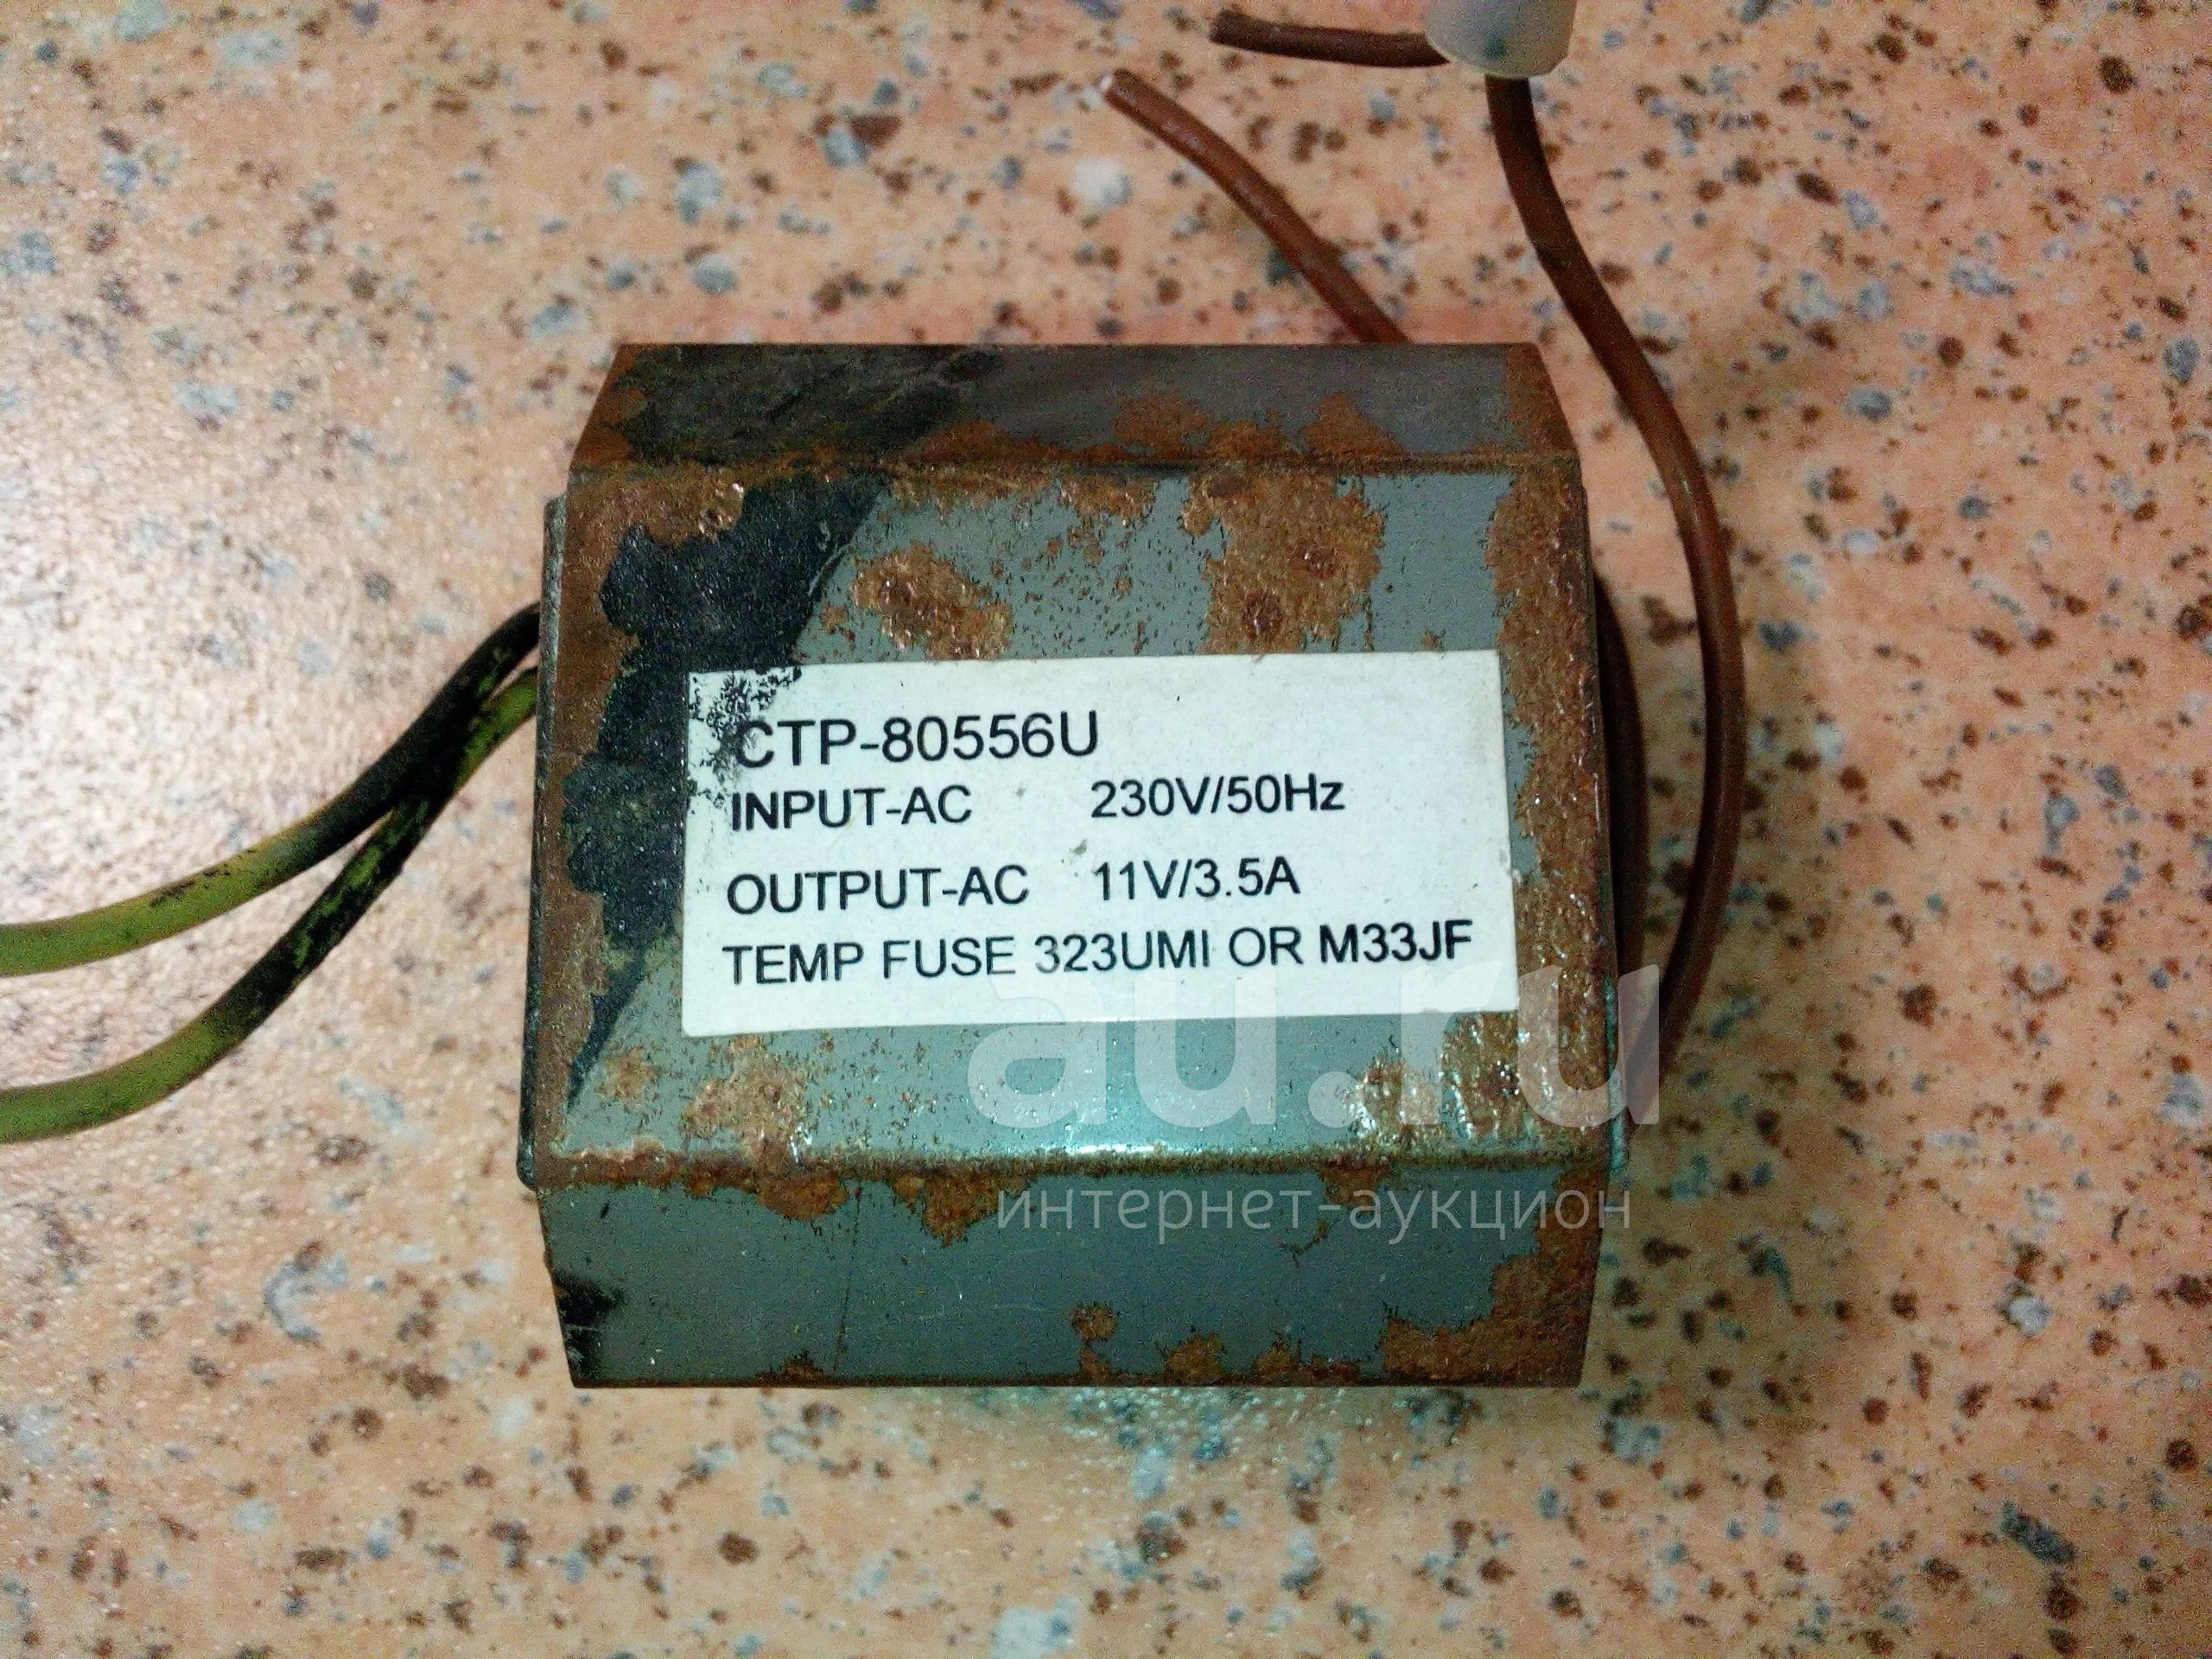 CTP-80556U
INPUT-AC 230V/50Hz
OUTPUT-AC 11V/3.5A
TEMP FUSE 323UMI OR M33JF
au.ru
интернет-аукцион